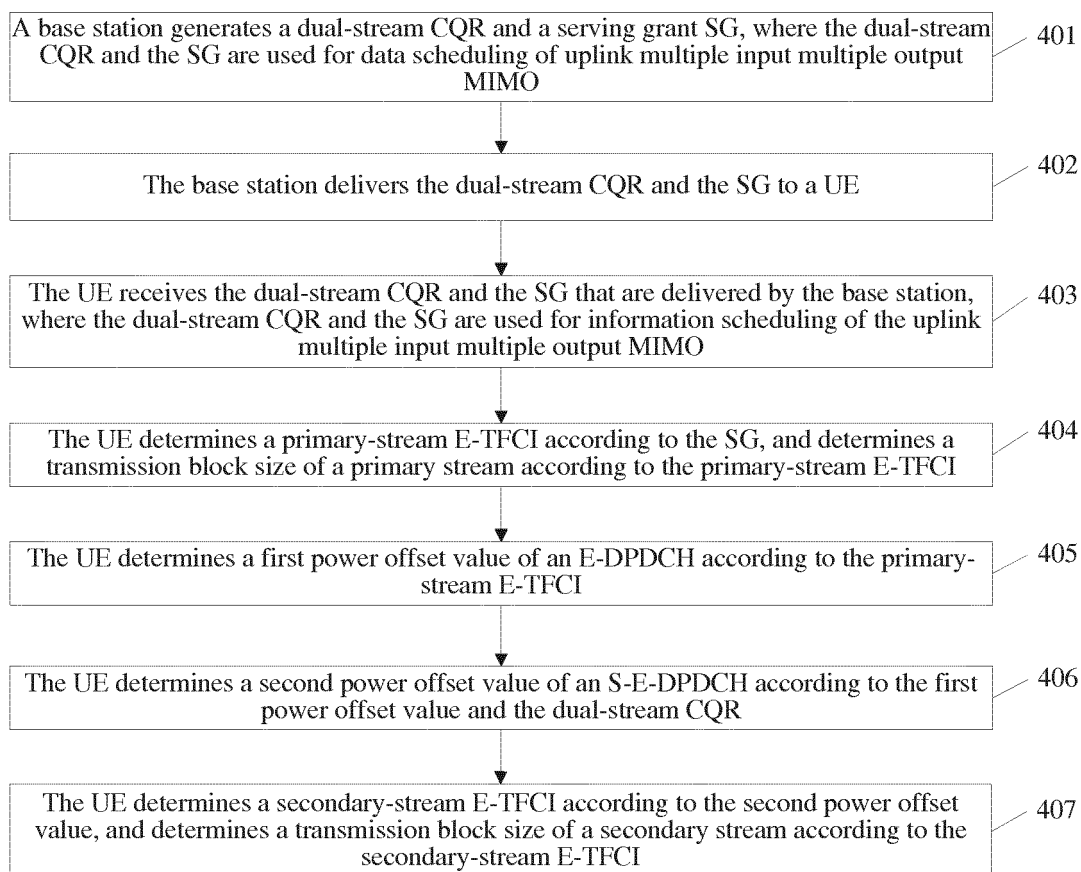 A base station generates a dual-stream CQR and a serving grant SG, where the dual-stream
CQR and the SG are used for data scheduling of uplink multiple input multiple output
MIMO
401
The base station delivers the dual-stream CQR and the SG to a UE
402
The UE receives the dual-stream CQR and the SG that are delivered by the base station,
where the dual-stream CQR and the SG are used for information scheduling of the uplink
multiple input multiple output MIMO
403
The UE determines a primary-stream E-TFCI according to the SG, and determines a
transmission block size of a primary stream according to the primary-stream E-TFCI
404
The UE determines a first power offset value of an E-DPDCH according to the primary-
stream E-TFCI
405
The UE determines a second power offset value of an S-E-DPDCH according to the first
power offset value and the dual-stream CQR
406
The UE determines a secondary-stream E-TFCI according to the second power offset
value, and determines a transmission block size of a secondary stream according to the
secondary-stream E-TFCI
407